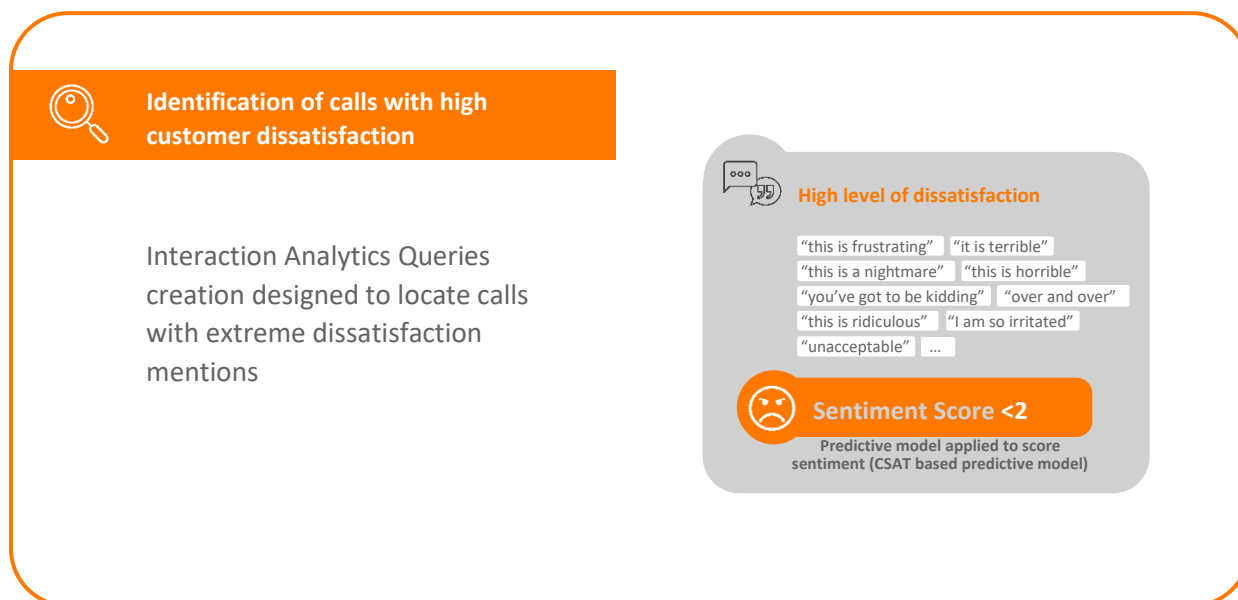 Identification of calls with high
customer dissatisfaction
Interaction Analytics Queries
creation designed to locate calls
with extreme dissatisfaction
mentions
High level of dissatisfaction
“this is frustrating” “it is terrible”
“this is a nightmare” “this is horrible”
“you’ve got to be kidding” “over and over”
“this is ridiculous” “I am so irritated”
“unacceptable” ...
Sentiment Score <2
Predictive model applied to score
sentiment (CSAT based predictive model)